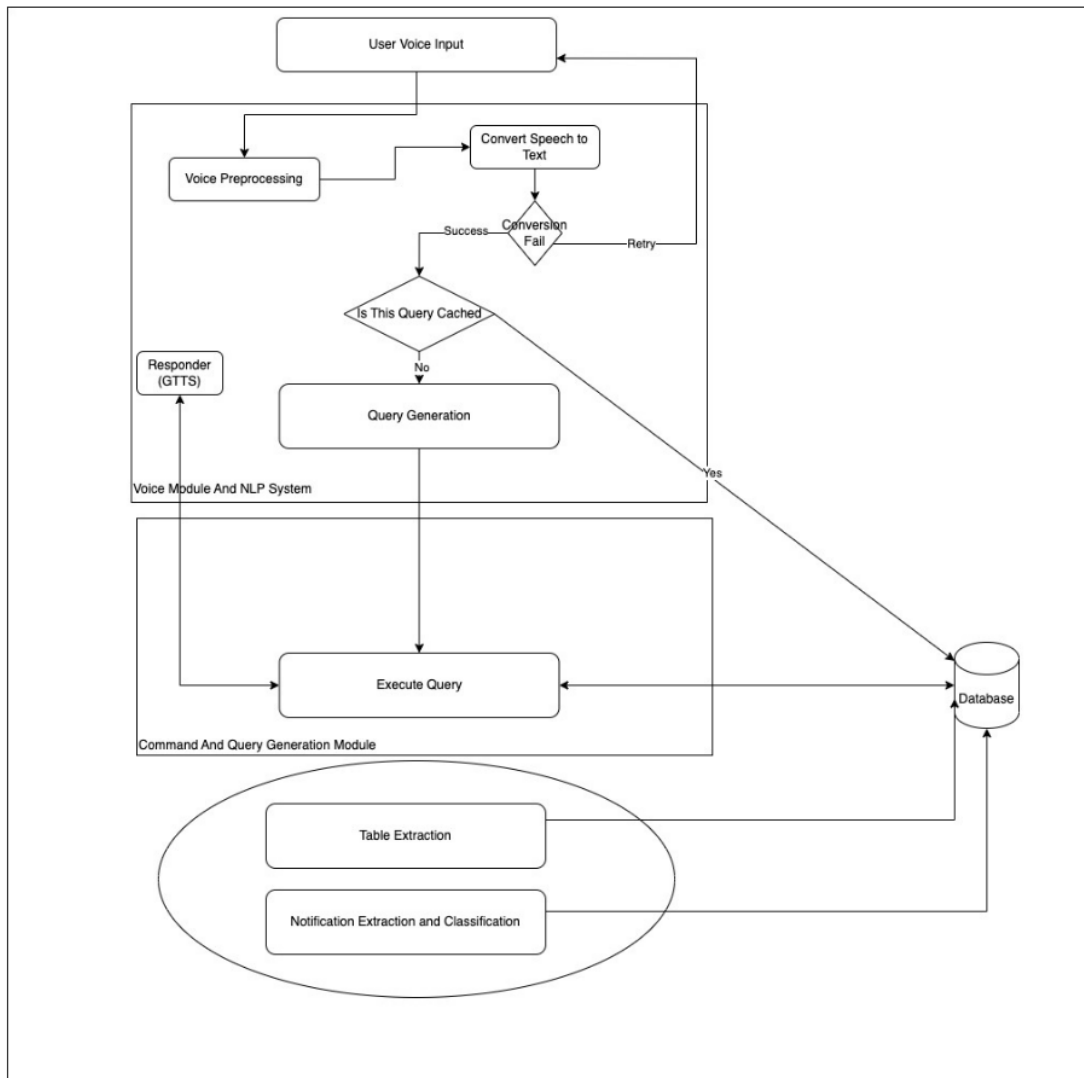 User Voice Input
Convert Speech to
Text
Voice Preprocessing
Conversion
Fail
Success
Retry
Is This Query Cached
No
Responder
(GTTS)
Query Generation
Yes
Voice Module And NLP System
Execute Query
Database
Command And Query Generation Module
Table Extraction
Notification Extraction and Classification